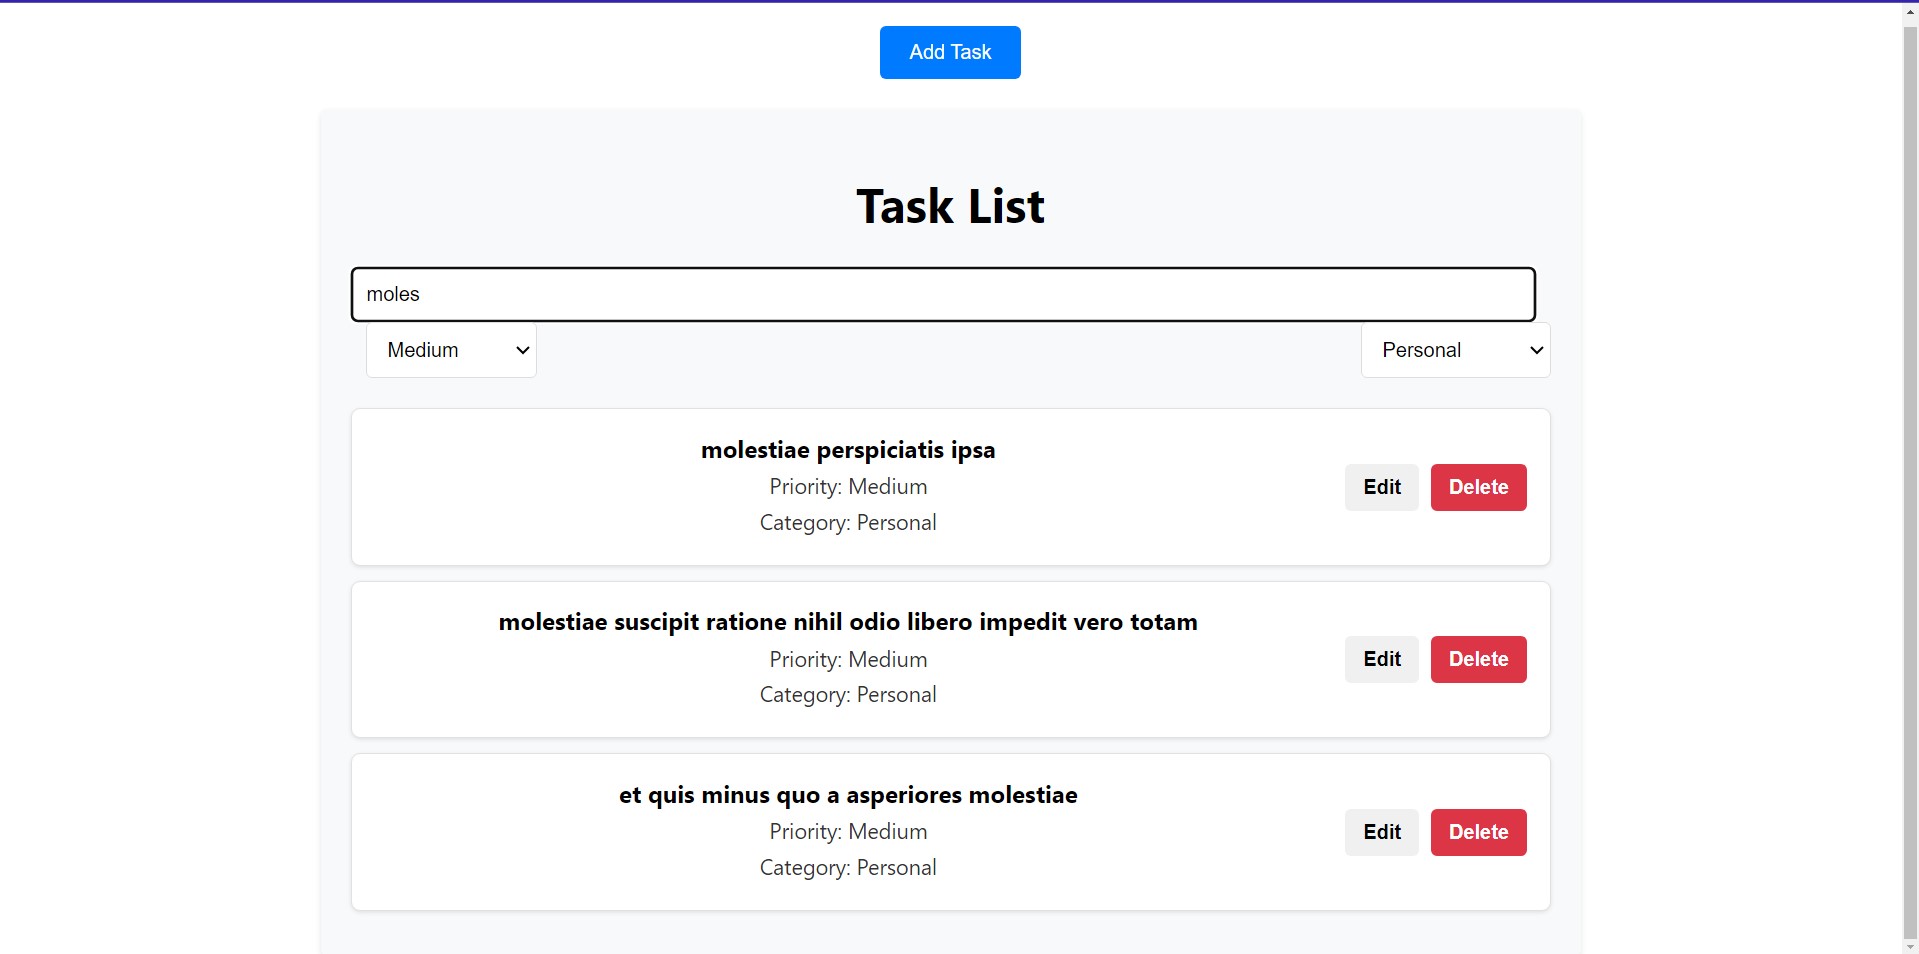 Add Task
Task List
moles
Medium
Personal
molestiae perspiciatis ipsa
Priority: Medium
Category: Personal
Edit
Delete
molestiae suscipit ratione nihil odio libero impedit vero totam
Priority: Medium
Category: Personal
Edit
Delete
et quis minus quo a asperiores molestiae
Priority: Medium
Category: Personal
Edit
Delete